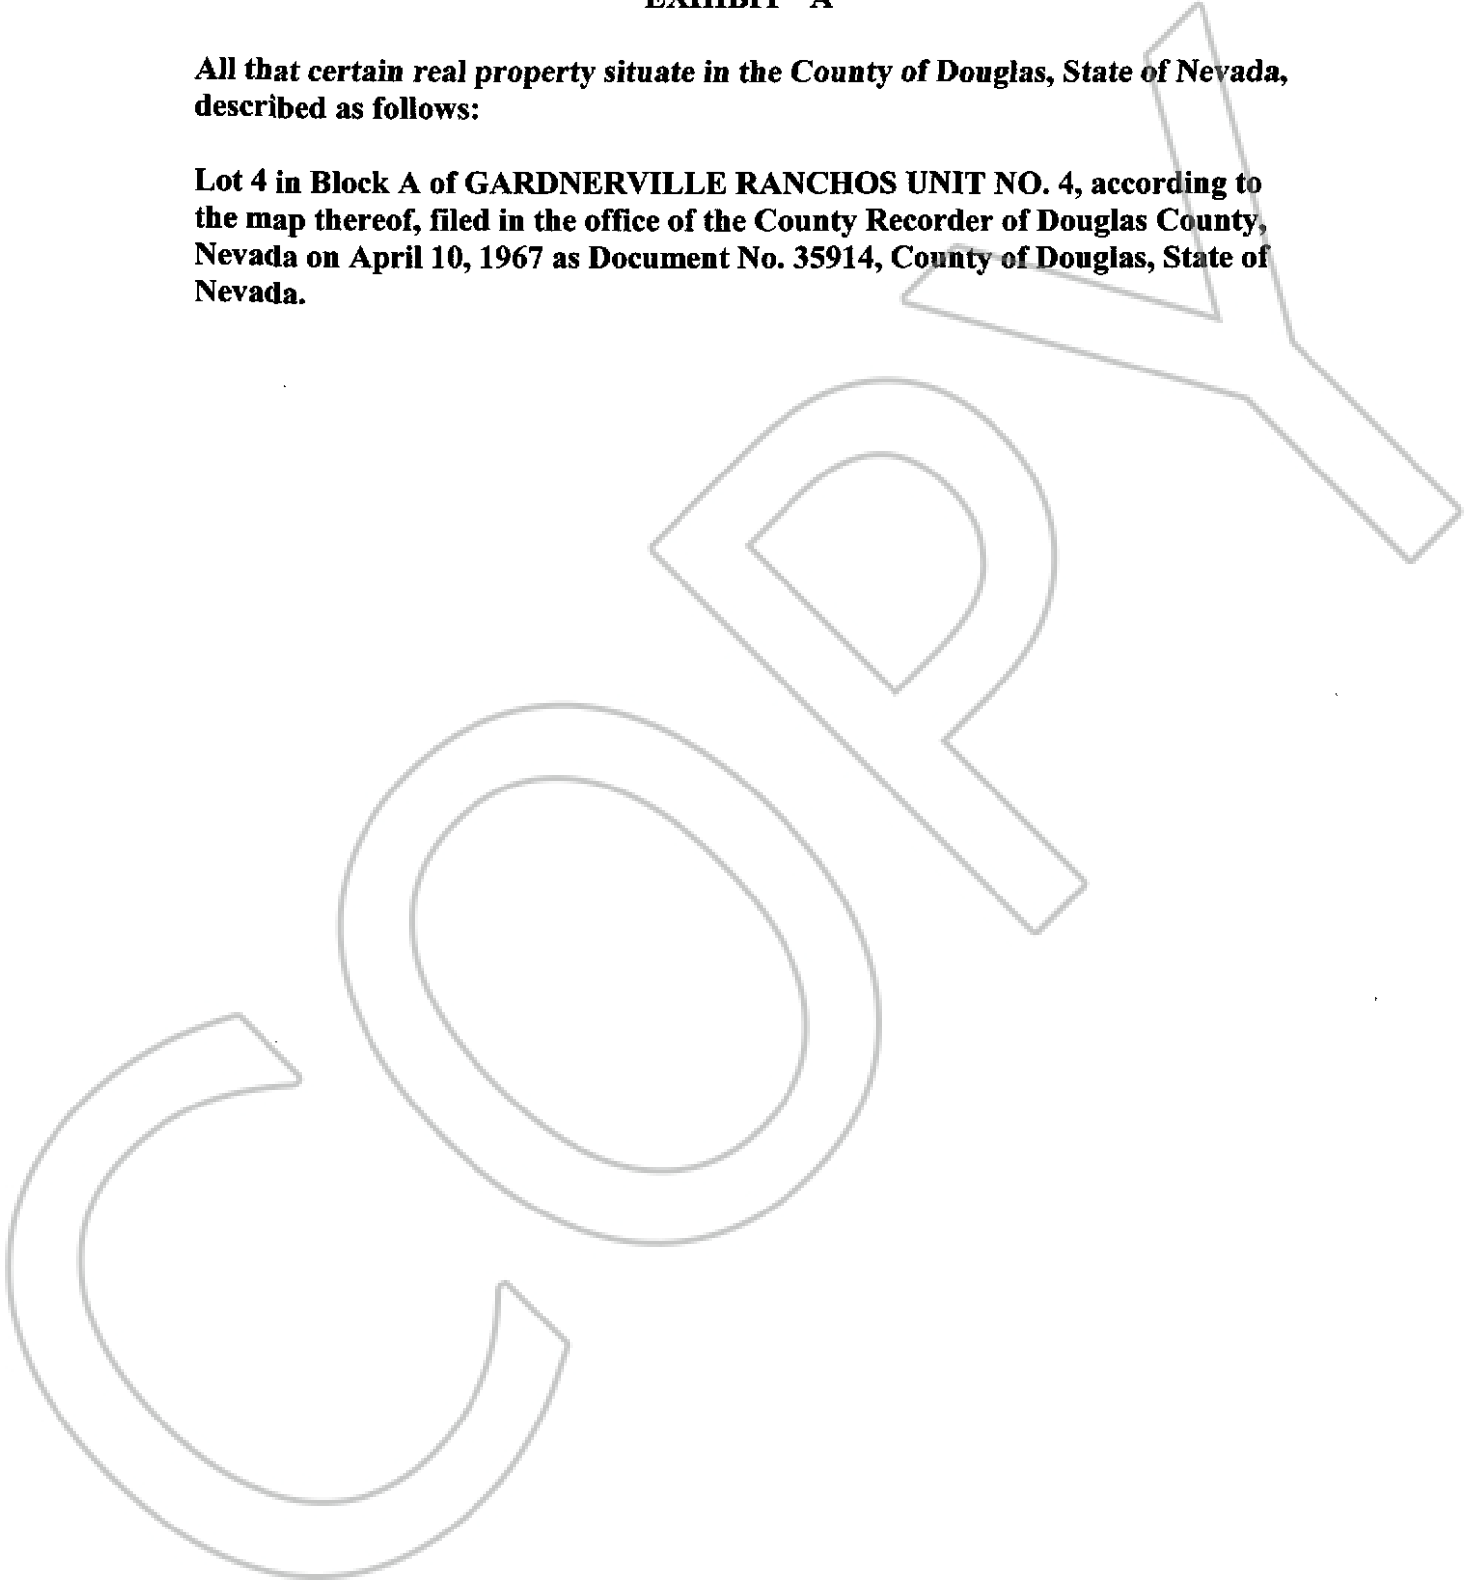 EXHIBIT "A"
All that certain real property situate in the County of Douglas, State of Nevada,
described as follows:
Lot 4 in Block A of GARDNERVILLE RANCHOS UNIT NO. 4, according to
the map thereof, filed in the office of the County Recorder of Douglas County,
Nevada on April 10, 1967 as Document No. 35914, County of Douglas, State of
Nevada.
COPY